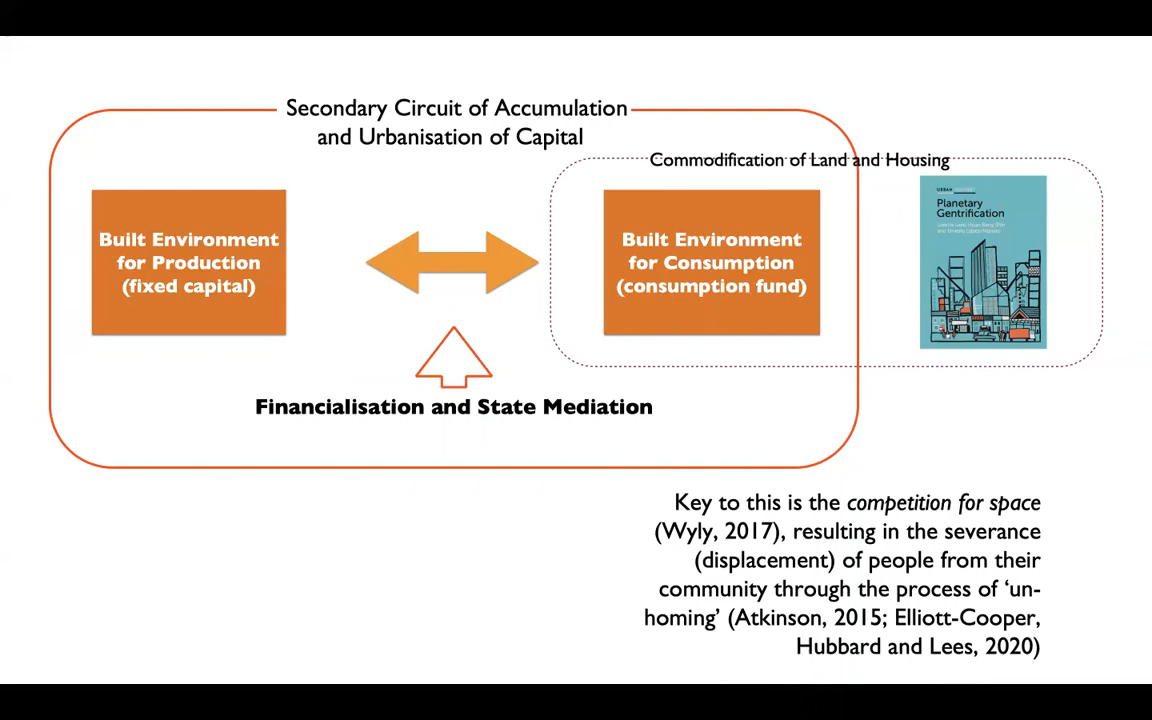 Secondary Circuit of Accumulation
and Urbanisation of Capital
Commodification of Land and Housing
Built Environment
for Production
(fixed capital)
Built Environment
for Consumption
(consumption fund)
URBAN
Planetary
Gentrification
Financialisation and State Mediation
Key to this is the competition for space
(Wyly, 2017), resulting in the severance
(displacement) of people from their
community through the process of ‘un-
homing’ (Atkinson, 2015; Elliott-Cooper,
Hubbard and Lees, 2020)